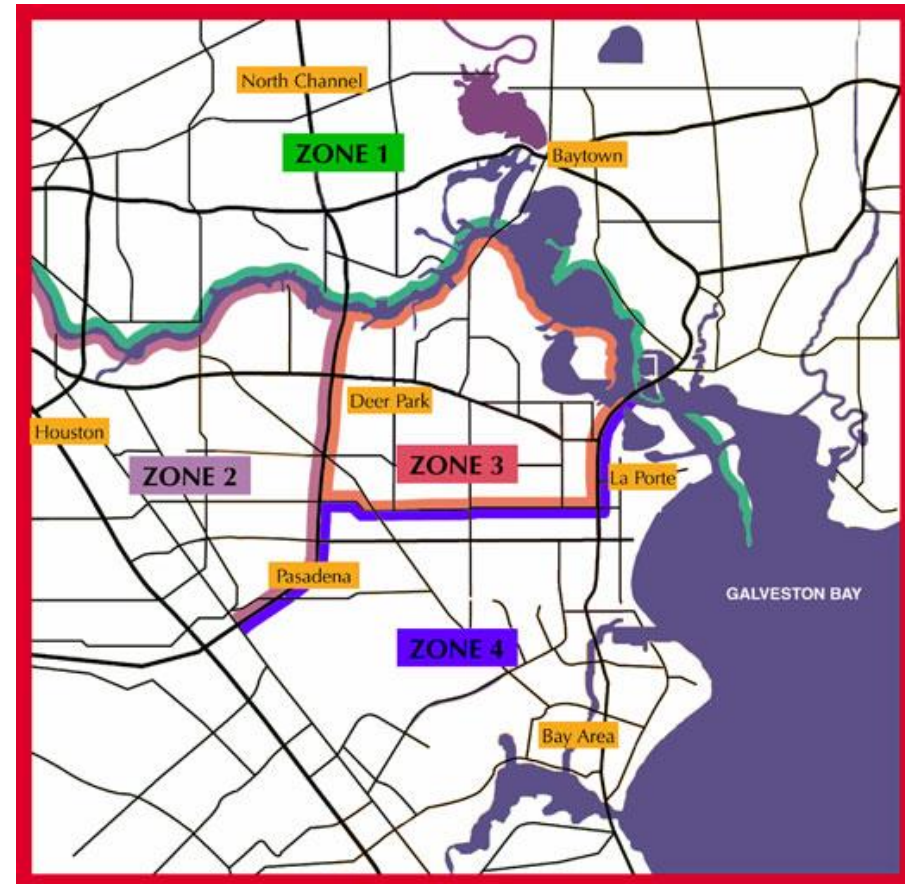 North Channel
ZONE 1
Baytown
Deer Park
Houston
ZONE 3
ZONE 2
La Porte
Pasadena
GALVESTON BAY
ZONE 4
Bay Area